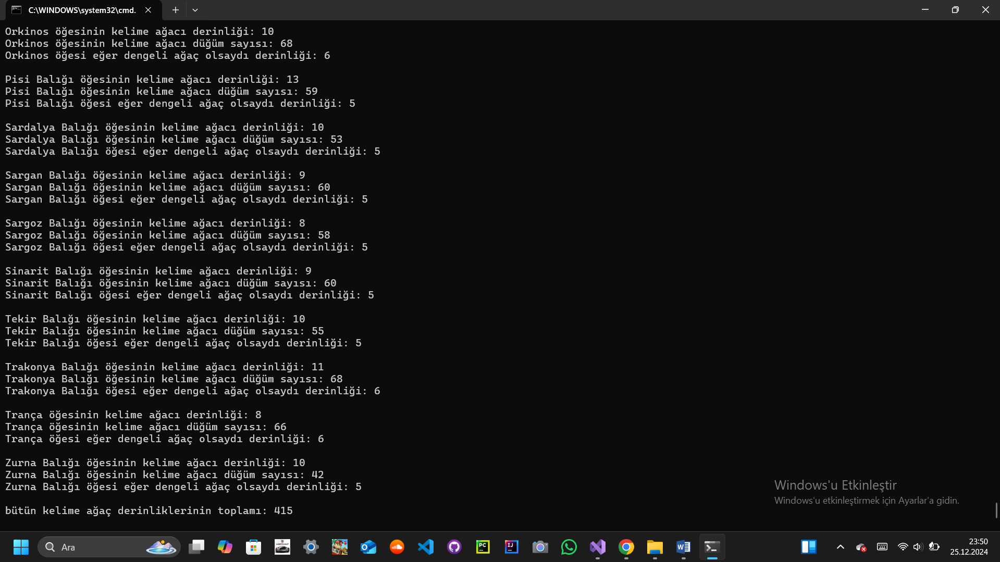 C:\WINDOWS\system32\cmd.
Orkinos öğesinin kelime ağacı derinliği: 10
Orkinos öğesinin kelime ağacı düğüm sayısı: 68
Orkinos öğesi eğer dengeli ağaç olsaydı derinliği: 6
Pisi Balığı öğesinin kelime ağacı derinliği: 13
Pisi Balığı öğesinin kelime ağacı düğüm sayısı: 59
Pisi Balığı öğesi eğer dengeli ağaç olsaydı derinliği: 5
Sardalya Balığı öğesinin kelime ağacı derinliği: 10
Sardalya Balığı öğesinin kelime ağacı düğüm sayısı: 53
Sardalya Balığı öğesi eğer dengeli ağaç olsaydı derinliği: 5
Sargan Balığı öğesinin kelime ağacı derinliği: 9
Sargan Balığı öğesinin kelime ağacı düğüm sayısı: 60
Sargan Balığı öğesi eğer dengeli ağaç olsaydı derinliği: 5
Sargoz Balığı öğesinin kelime ağacı derinliği: 8
Sargoz Balığı öğesinin kelime ağacı düğüm sayısı: 58
Sargoz Balığı öğesi eğer dengeli ağaç olsaydı derinliği: 5
Sinarit Balığı öğesinin kelime ağacı derinliği: 9
Sinarit Balığı öğesinin kelime ağacı düğüm sayısı: 60
Sinarit Balığı öğesi eğer dengeli ağaç olsaydı derinliği: 5
Tekir Balığı öğesinin kelime ağacı derinliği: 10
Tekir Balığı öğesinin kelime ağacı düğüm sayısı: 55
Tekir Balığı öğesi eğer dengeli ağaç olsaydı derinliği: 5
Trakonya Balığı öğesinin kelime ağacı derinliği: 11
Trakonya Balığı öğesinin kelime ağacı düğüm sayısı: 68
Trakonya Balığı öğesi eğer dengeli ağaç olsaydı derinliği: 6
Trança öğesinin kelime ağacı derinliği: 8
Trança öğesinin kelime ağacı düğüm sayısı: 66
Trança öğesi eğer dengeli ağaç olsaydı derinliği: 6
Zurna Balığı öğesinin kelime ağacı derinliği: 10
Zurna Balığı öğesinin kelime ağacı düğüm sayısı: 42
Zurna Balığı öğesi eğer dengeli ağaç olsaydı derinliği: 5
bütün kelime ağaç derinliklerinin toplamı: 415
Windows'u Etkinleştir
Windows'u etkinleştirmek için Ayarlar'a gidin.
Ara
23:50
25.12.2024